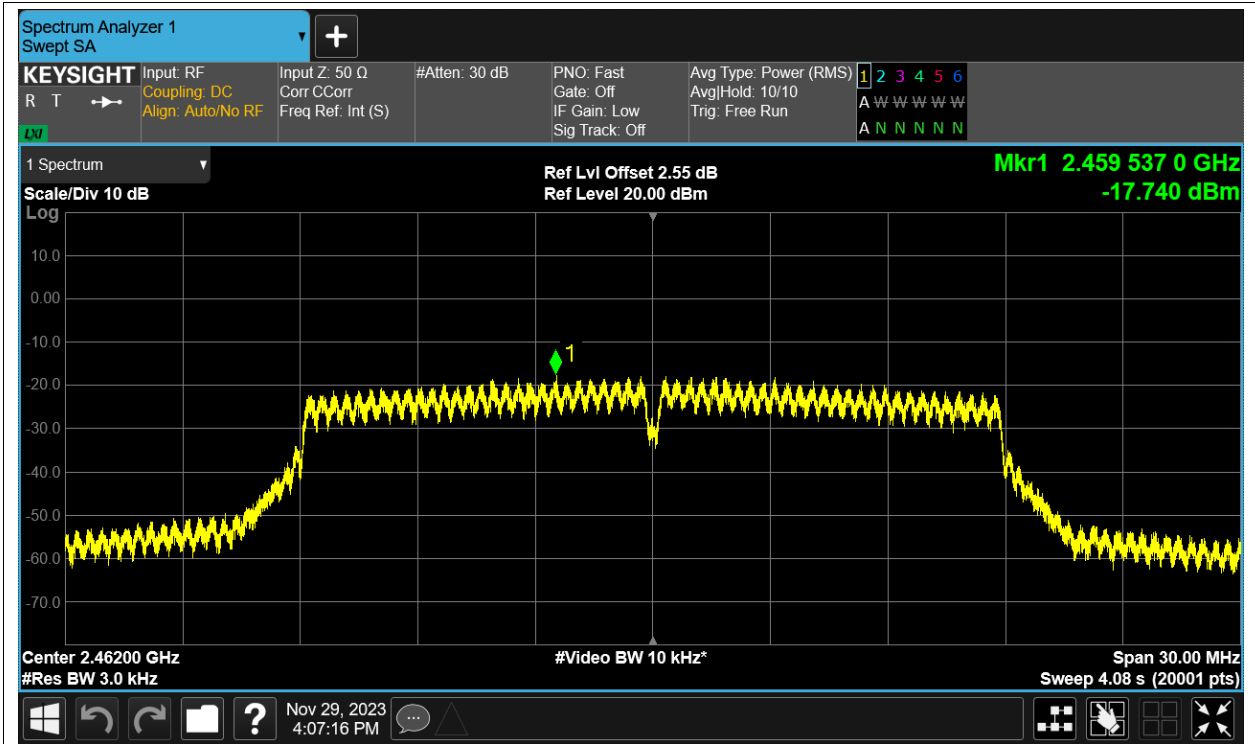 Spectrum Analyzer 1
Swept SA
KEYSIGHT
R T
LXI
Input: RF
Coupling: DC
Align: Auto/No RF
Input Z: 50 Ω
Corr CCorr
Freq Ref: Int (S)
#Atten: 30 dB
PNO: Fast
Gate: Off
IF Gain: Low
Sig Track: Off
Avg Type: Power (RMS)
Avg|Hold: 10/10
Trig: Free Run
1 2 3 4 5 6
A W W W W W
A N N N N N
1 Spectrum
Scale/Div 10 dB
Log
Ref Lvl Offset 2.55 dB
Ref Level 20.00 dBm
Mkr1 2.459 537 0 GHz
-17.740 dBm
10.0
0.00
-10.0
1
-20.0
-30.0
-40.0
-50.0
-60.0
-70.0
Center 2.46200 GHz
#Res BW 3.0 kHz
#Video BW 10 kHz*
Span 30.00 MHz
Sweep 4.08 s (20001 pts)
?
Nov 29, 2023
4:07:16 PM